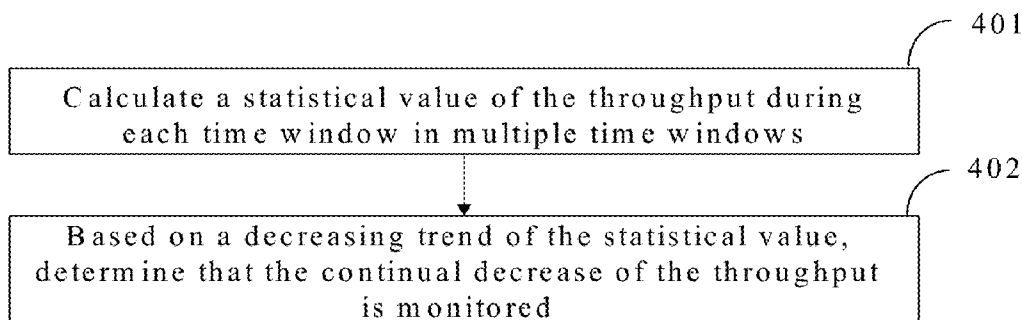 401
Calculate a statistical value of the throughput during
each time window in multiple time windows
402
Based on a decreasing trend of the statistical value,
determine that the continual decrease of the throughput
is monitored